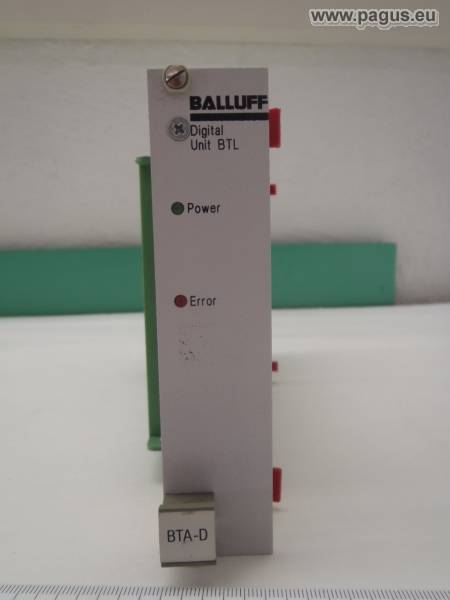 www.pagus.eu
BALLUFF
Digital
Unit BTL
Power
Error
BTA-D